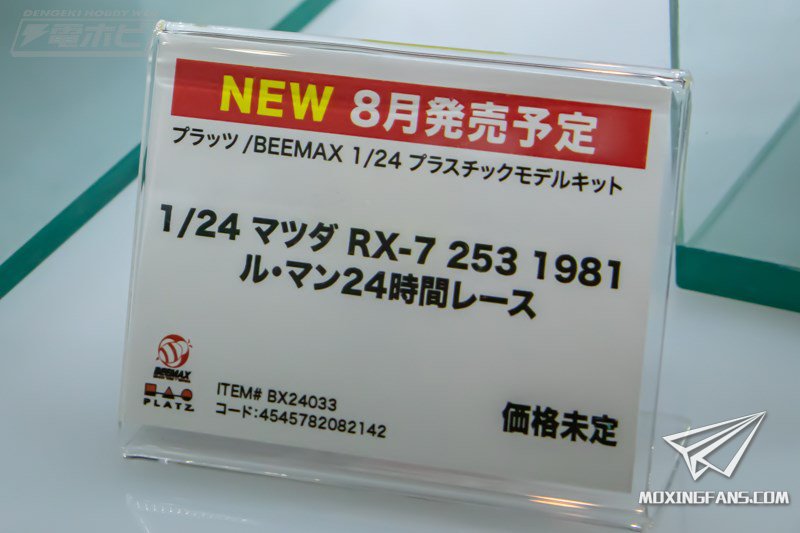 DENGEKI HOBBY WEB
電ホビ
NEW 8月発売予定
プラッツ/BEEMAX 1/24 プラスチックモデルキット
1/24 マツダ RX-7 253 1981
ル・マン24時間レース
BEEMAX
PLATZ
ITEM# BX24033
コード:4545782082142
価格未定
MOXINGFANS.COM